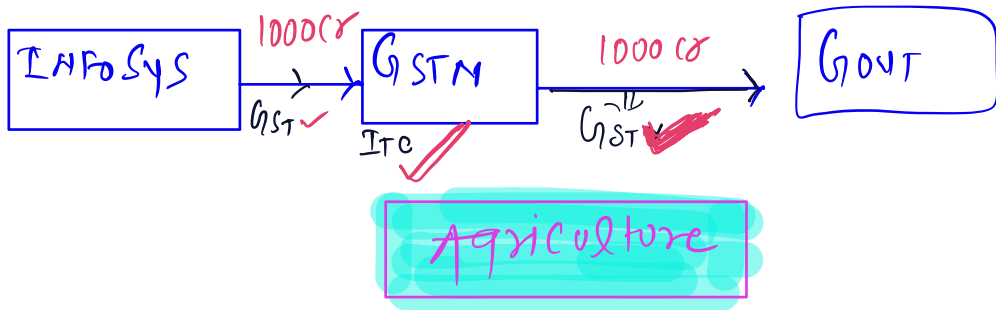 INFOSYS
1000Cr
GST
GSTN
ITC
1000 Cr
GST
GOVT
Agriculture